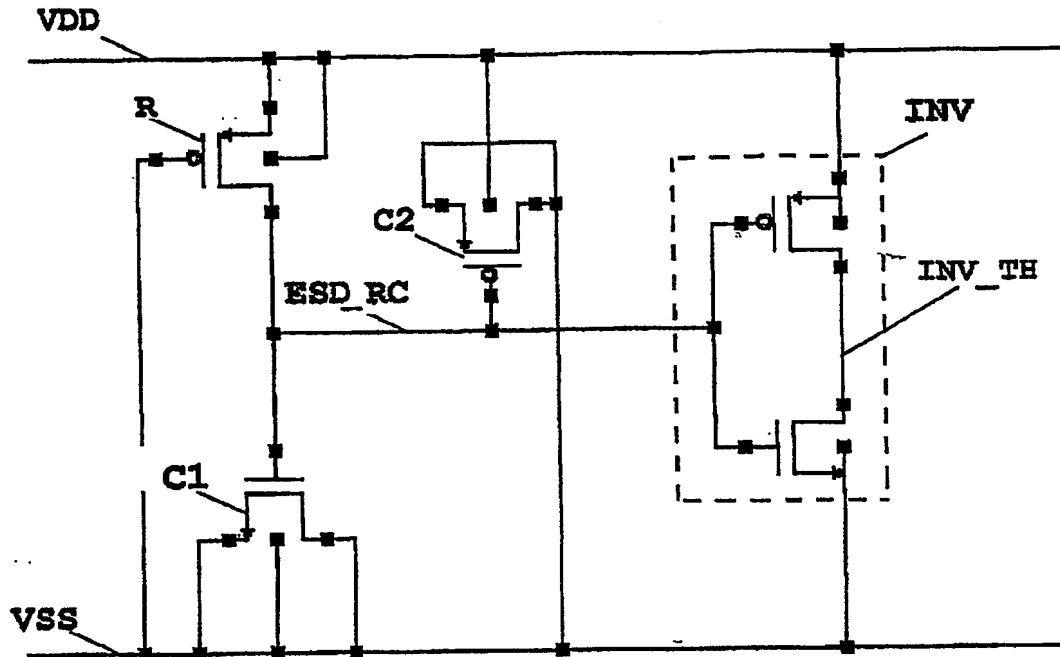 VDD
R
INV
C2
INV_TH
ESD_RC
C1
VSS